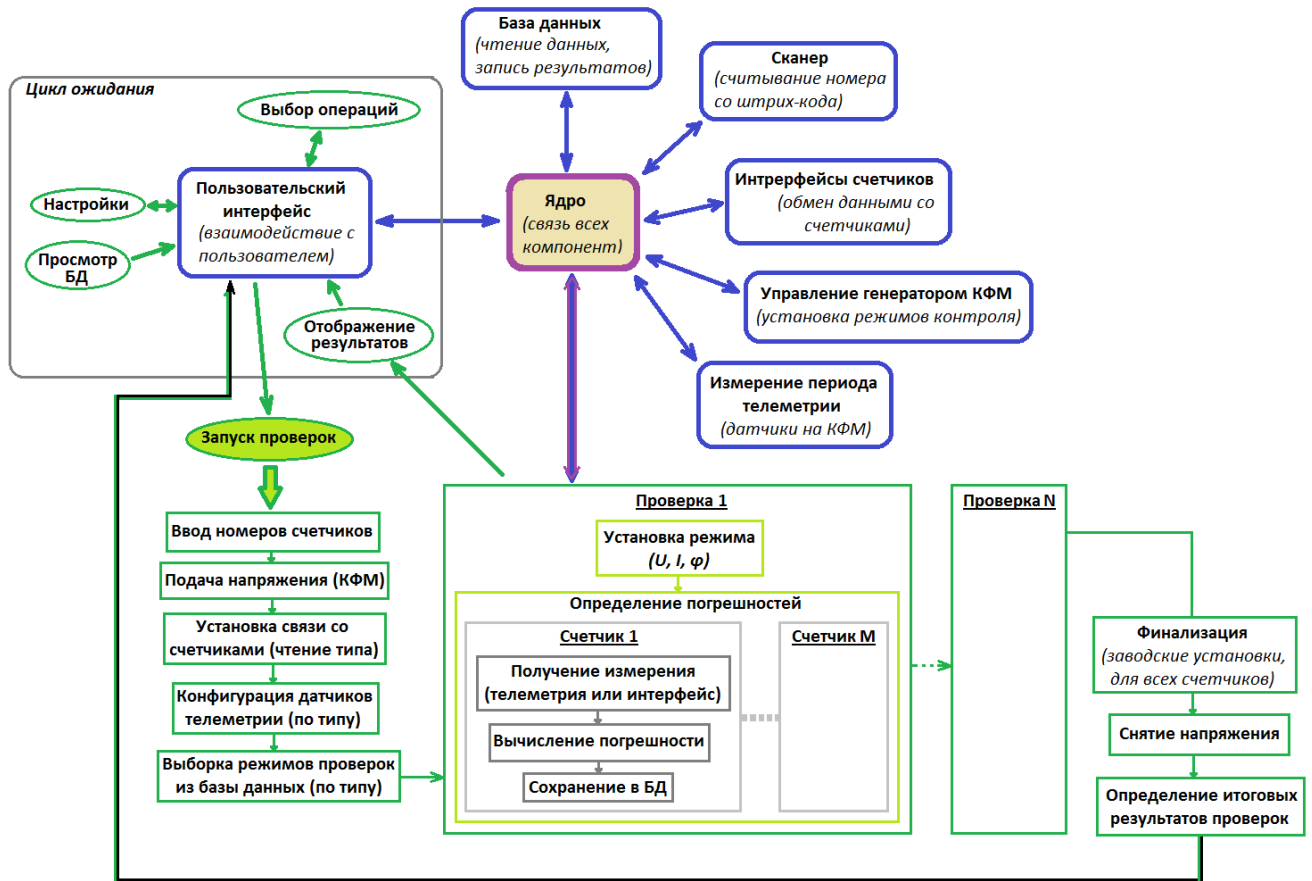 База данных
(чтение данных,
запись результатов)
Сканер
(считывание номера
со штрих-кода)
Цикл ожидания
Выбор операций
Пользовательский
интерфейс
(взаимодействие с
пользователем)
Настройки
Просмотр
БД
Отображение
результатов
Ядро
(связь всех
компонент)
Интрерфейсы счетчиков
(обмен данными со
счетчиками)
Управление генератором КФМ
(установка режимов контроля)
Измерение периода
телеметрии
(датчики на КФМ)
Запуск проверок
Ввод номеров счетчиков
Подача напряжения (КФМ)
Установка связи со
счетчиками (чтение типа)
Конфигурация датчиков
телеметрии (по типу)
Выборка режимов проверок
из базы данных (по типу)
Проверка 1
Установка режима
(U, I, φ)
Определение погрешностей
Счетчик 1
Получение измерения
(телеметрия или интерфейс)
Вычисление погрешности
Сохранение в БД
Счетчик М
Проверка N
Финализация
(заводские установки,
для всех счетчиков)
Снятие напряжения
Определение итоговых
результатов проверок